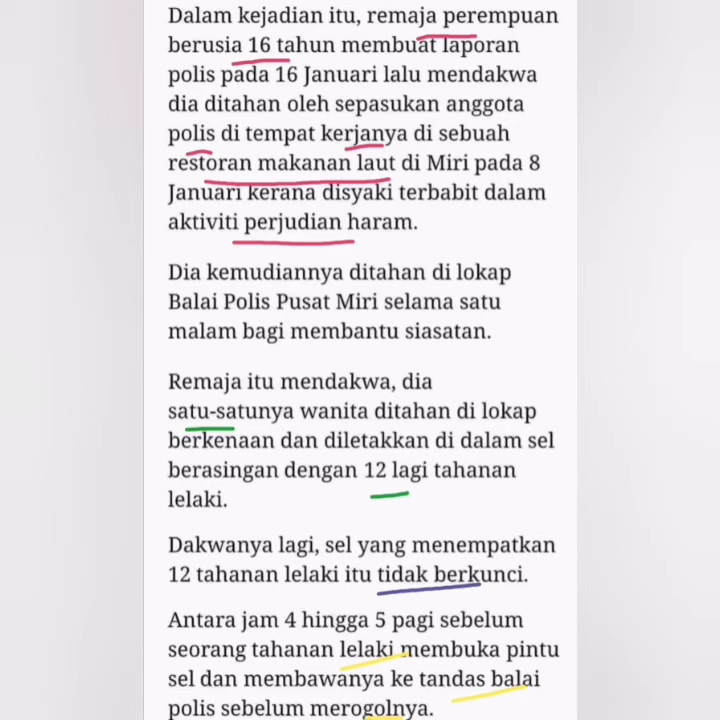 Dalam kejadian itu, remaja perempuan
berusia 16 tahun membuat laporan
polis pada 16 Januari lalu mendakwa
dia ditahan oleh sepasukan anggota
polis di tempat kerjanya di sebuah
restoran makanan laut di Miri pada 8
Januari kerana disyaki terbabit dalam
aktiviti perjudian haram.
Dia kemudiannya ditahan di lokap
Balai Polis Pusat Miri selama satu
malam bagi membantu siasatan.
Remaja itu mendakwa, dia
satu-satunya wanita ditahan di lokap
berkenaan dan diletakkan di dalam sel
berasingan dengan 12 lagi tahanan
lelaki.
Dakwanya lagi, sel yang menempatkan
12 tahanan lelaki itu tidak berkunci.
Antara jam 4 hingga 5 pagi sebelum
seorang tahanan lelaki membuka pintu
sel dan membawanya ke tandas balai
polis sebelum merogolnya.